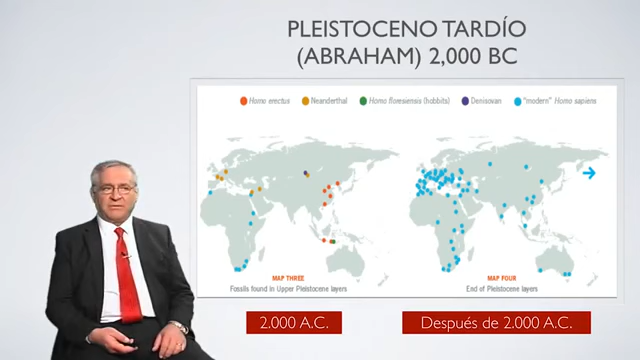 PLEISTOCENO TARDÍO
(ABRAHAM) 2,000 BC
Homo erectus Neanderthal Homo floresiensis (hobbits) Denisovan "modern" Homo sapiens
MAP THREE
Fossils found in Upper Pleistocene layers
MAP FOUR
End of Pleistocene layers
2.000 A.C.
Después de 2.000 A.C.